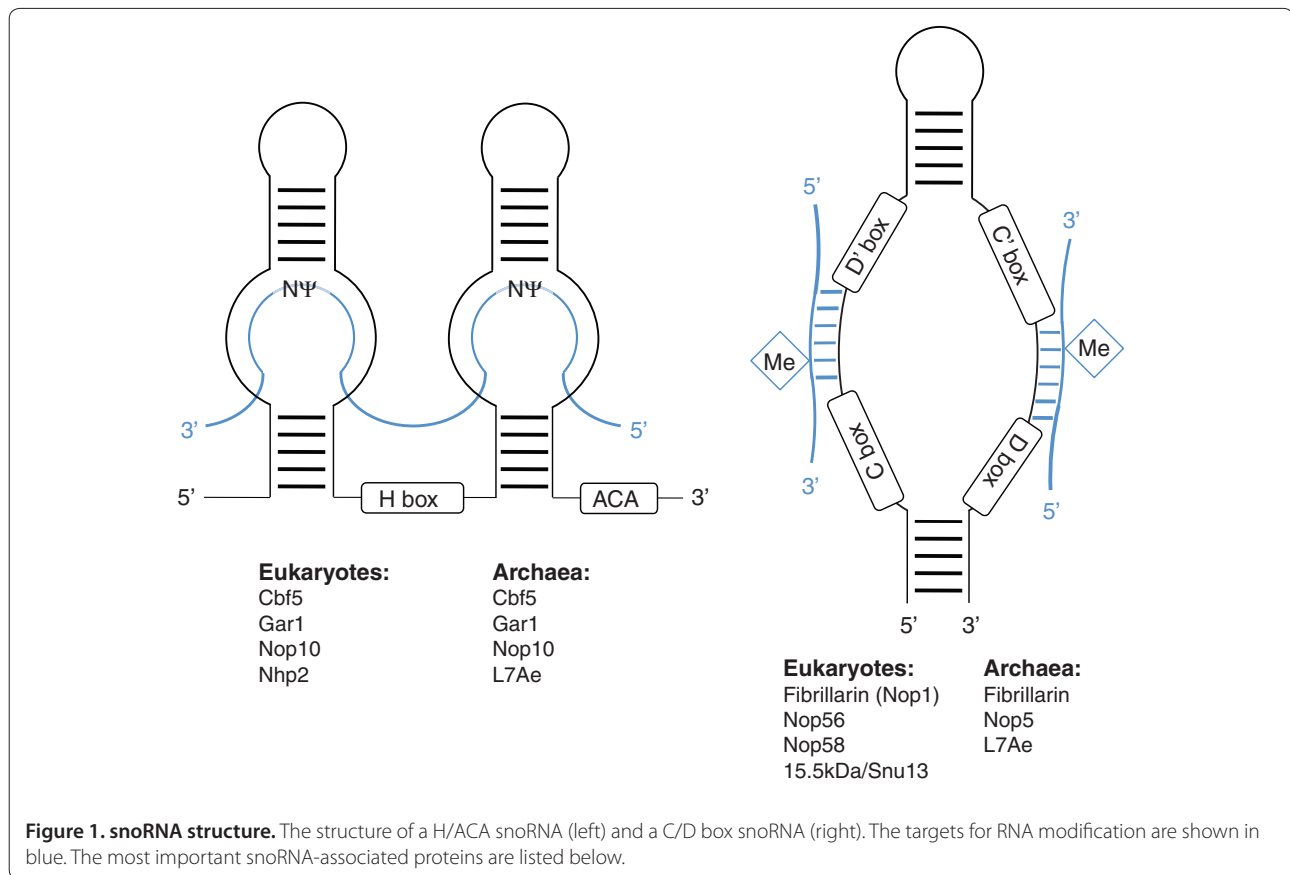 NΨ
NΨ
3’
5’
5’
H box
ACA
3’
Eukaryotes:
Cbf5
Gar1
Nop10
Nhp2
Archaea:
Cbf5
Gar1
Nop10
L7Ae
5’
3’
D’ box
C’ box
Me
Me
C box
D box
3’
5’
5’
3’
Eukaryotes:
Fibrillarin (Nop1)
Nop56
Nop58
15.5kDa/Snu13
Archaea:
Fibrillarin
Nop5
L7Ae
Figure 1. snoRNA structure. The structure of a H/ACA snoRNA (left) and a C/D box snoRNA (right). The targets for RNA modification are shown in
blue. The most important snoRNA-associated proteins are listed below.